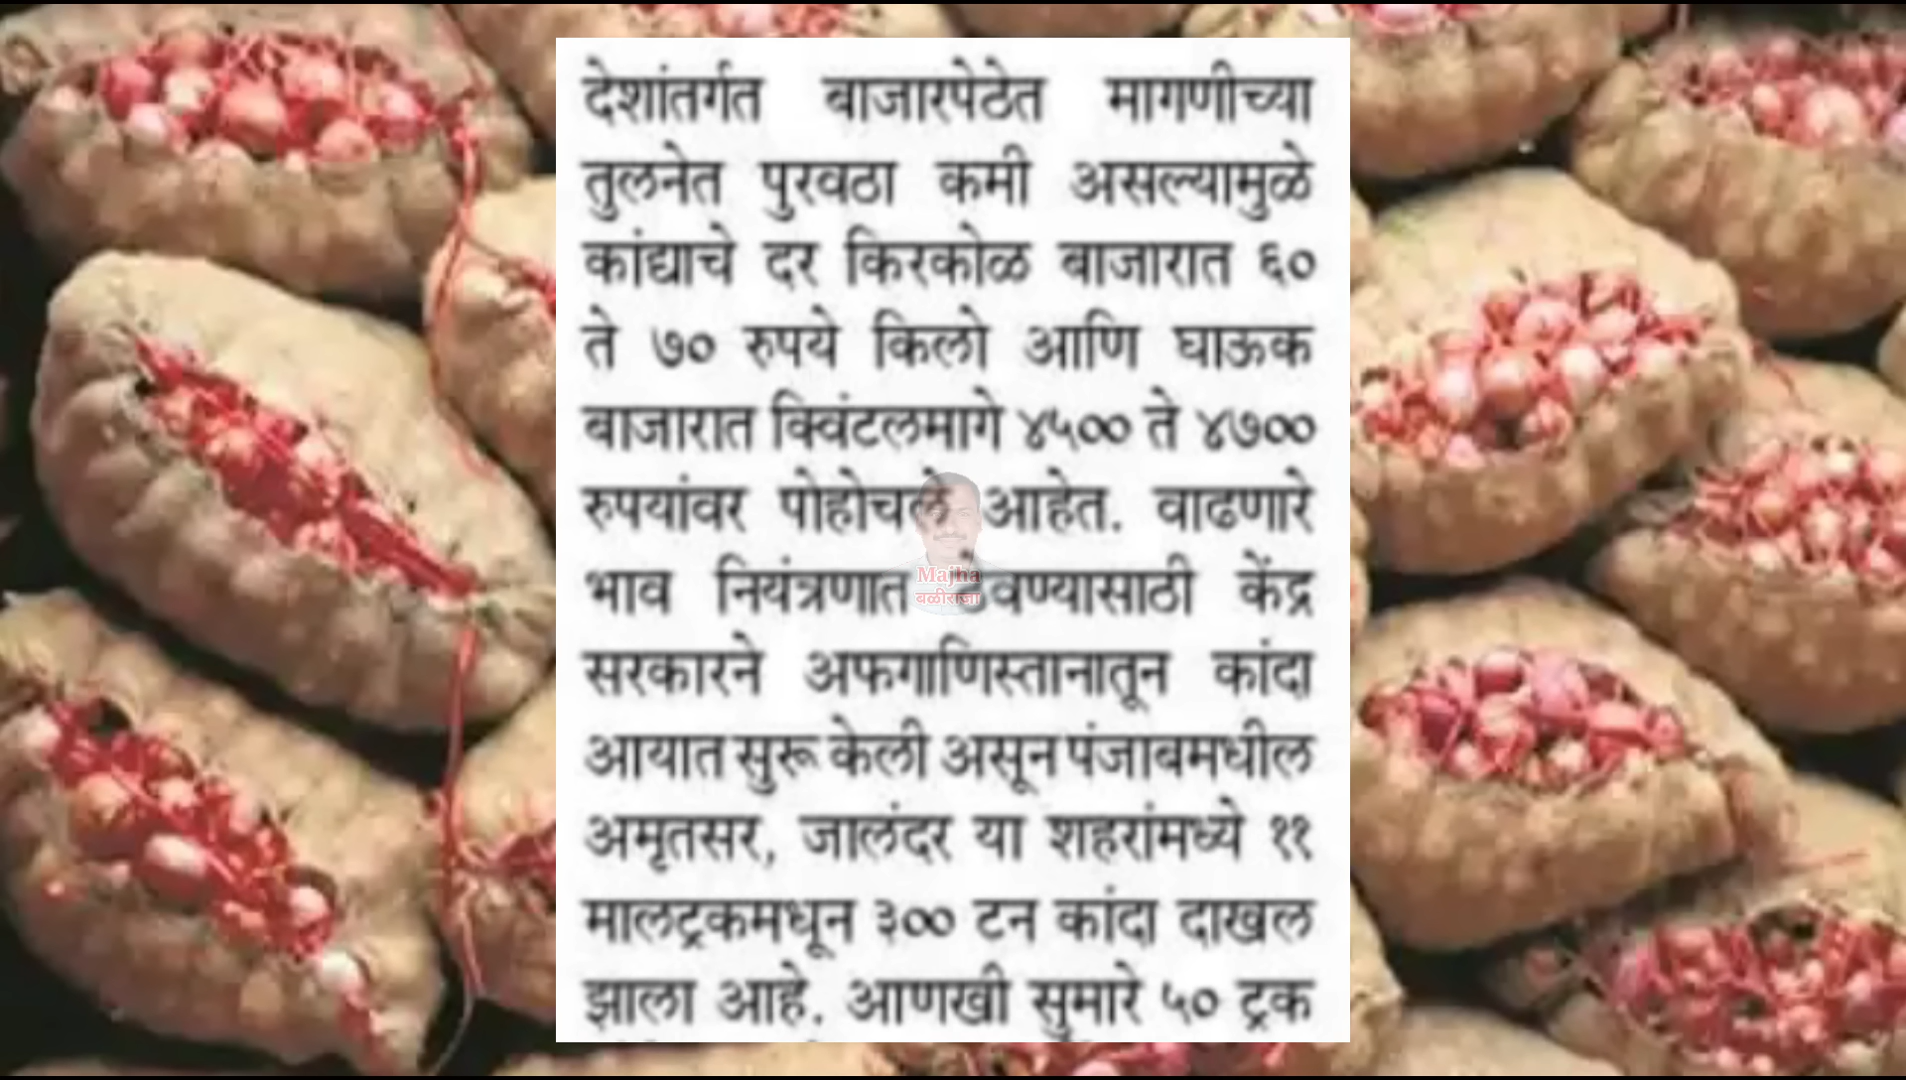 देशांतर्गत बाजारपेठेत मागणीच्या
तुलनेत पुरवठा कमी असल्यामुळे
कांद्याचे दर किरकोळ बाजारात ६०
ते ७० रुपये किलो आणि घाऊक
बाजारात क्विंटलमागे ४५०० ते ४७००
रुपयांवर पोहोचले आहेत. वाढणारे
भाव नियंत्रणात ठेवण्यासाठी केंद्र
सरकारने अफगाणिस्तानातून कांदा
आयात सुरू केली असून पंजाबमधील
अमृतसर, जालंदर या शहरांमध्ये ११
मालट्रकमधून ३०० टन कांदा दाखल
झाला आहे. आणखी सुमारे ५० ट्रक
Majha
बळीराजा